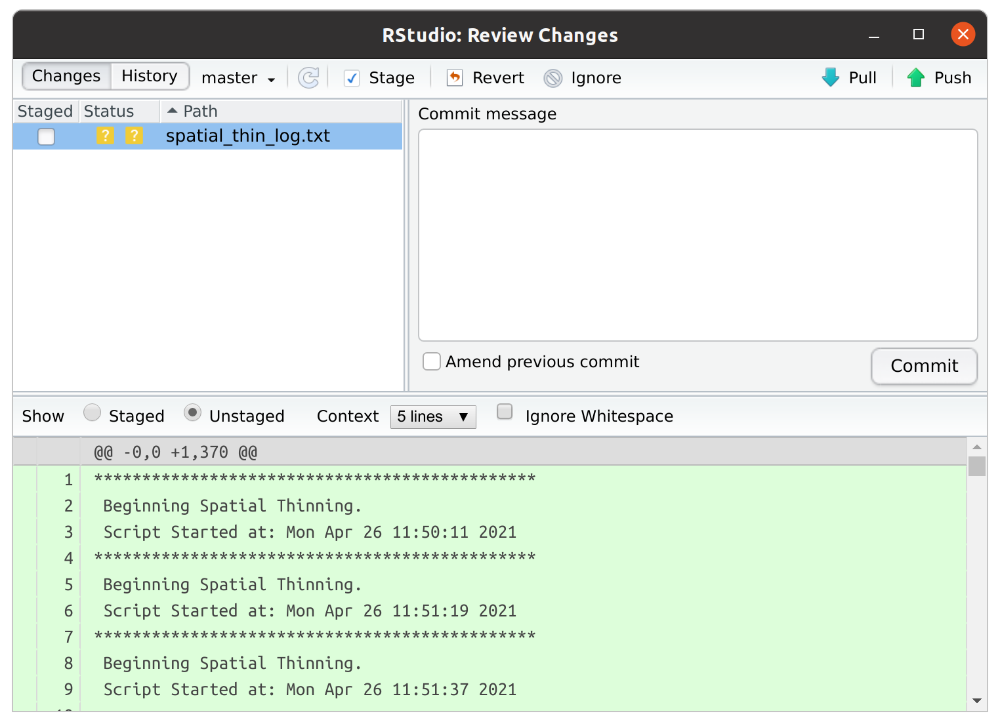 RStudio: Review Changes
Changes History master Stage Revert Ignore Pull Push
Staged Status Path
? ? spatial_thin_log.txt
Commit message
Amend previous commit
Commit
Show Staged Unstaged Context 5 lines Ignore Whitespace
@@ -0,0 +1,370 @@
1 **********************************************
2 Beginning Spatial Thinning.
3 Script Started at: Mon Apr 26 11:50:11 2021
4 **********************************************
5 Beginning Spatial Thinning.
6 Script Started at: Mon Apr 26 11:51:19 2021
7 **********************************************
8 Beginning Spatial Thinning.
9 Script Started at: Mon Apr 26 11:51:37 2021